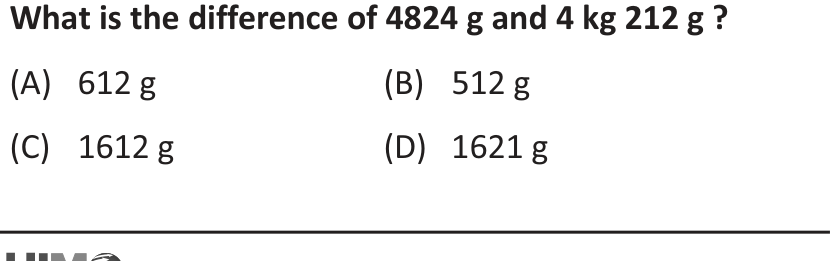 What is the difference of 4824 g and 4 kg 212 g ?
(A) 612 g (B) 512 g
(C) 1612 g (D) 1621 g